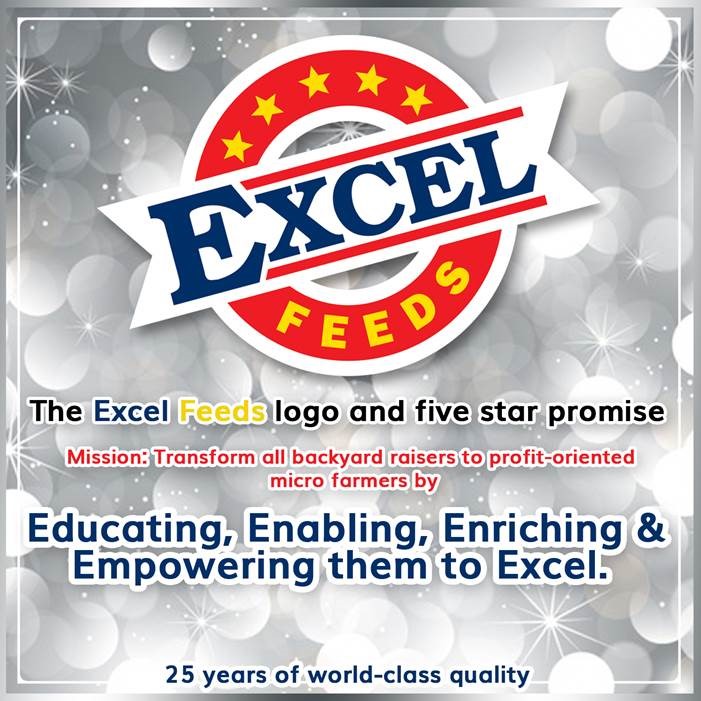 EXCEL
FEEDS
The Excel Feeds logo and five star promise
Mission: Transform all backyard raisers to profit-oriented
micro farmers by
Educating, Enabling, Enriching &
Empowering them to Excel.
25 years of world-class quality